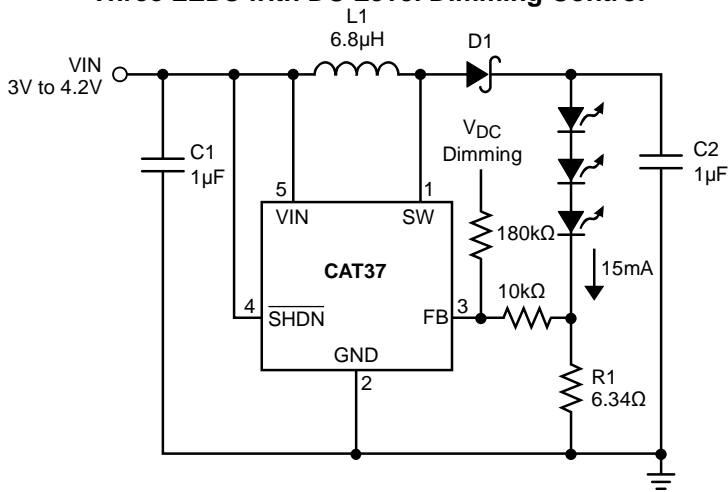 Three LEDs with DC Level Dimming Control
L1
6.8µH
D1
VIN
3V to 4.2V
C1
1µF
VDC
Dimming
C2
1µF
5
1
VIN
SW
180kΩ
CAT37
15mA
10kΩ
4
SHDN
FB
3
GND
2
R1
6.34Ω